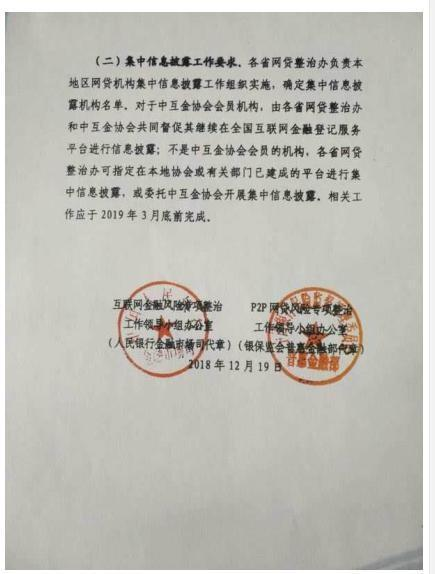 （二）集中信息披露工作要求。各省网贷整治办负责本
地区网贷机构集中信息披露工作组织实施，确定集中信息披
露机构名单。对于中互金协会会员机构，由各省网贷整治办
和中互金协会共同督促其继续在全国互联网金融登记服务
平台进行信息披露；不是中互金协会会员的机构，各省网贷
整治办可指定在本地协会或有关部门已建成的平台进行集
中信息披露，或委托中互金协会开展集中信息披露。相关工
作应于 2019 年 3 月底前完成。
互联网金融风险专项整治 P2P 网贷风险专项整治
工作领导小组办公室 工作领导小组办公室
（人民银行金融市场司代章）（银保监会普惠金融部代章）
2018 年 12 月 19 日